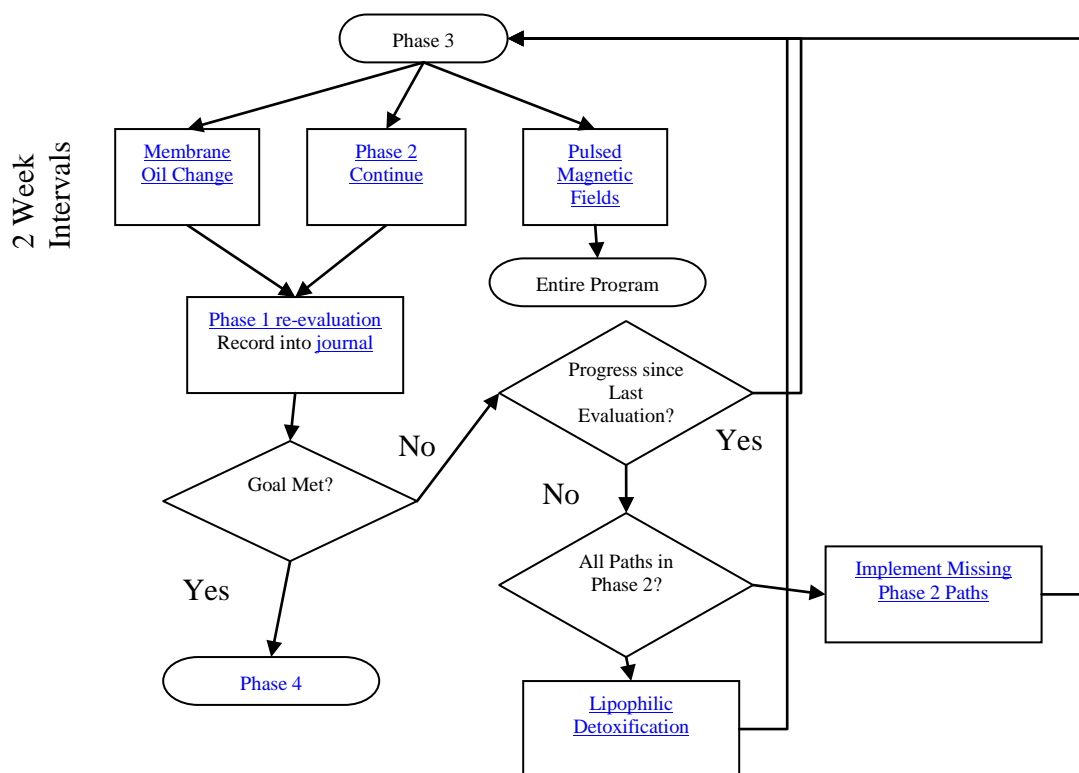 Phase 3
2 Week
Intervals
Membrane
Oil Change
Phase 2
Continue
Pulsed
Magnetic
Fields
Entire Program
Phase 1 re-evaluation
Record into journal
Progress since
Last
Evaluation?
No
Yes
Goal Met?
No
All Paths in
Phase 2?
Implement Missing
Phase 2 Paths
Yes
Phase 4
Lipophilic
Detoxification